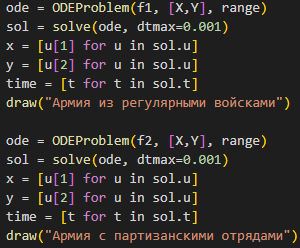 ode = ODEProblem(f1, [X,Y], range)
sol = solve(ode, dtmax=0.001)
x = [u[1] for u in sol.u]
y = [u[2] for u in sol.u]
time = [t for t in sol.t]
draw("Армия из регулярными войсками")
ode = ODEProblem(f2, [X,Y], range)
sol = solve(ode, dtmax=0.001)
x = [u[1] for u in sol.u]
y = [u[2] for u in sol.u]
time = [t for t in sol.t]
draw("Армия с партизанскими отрядами")